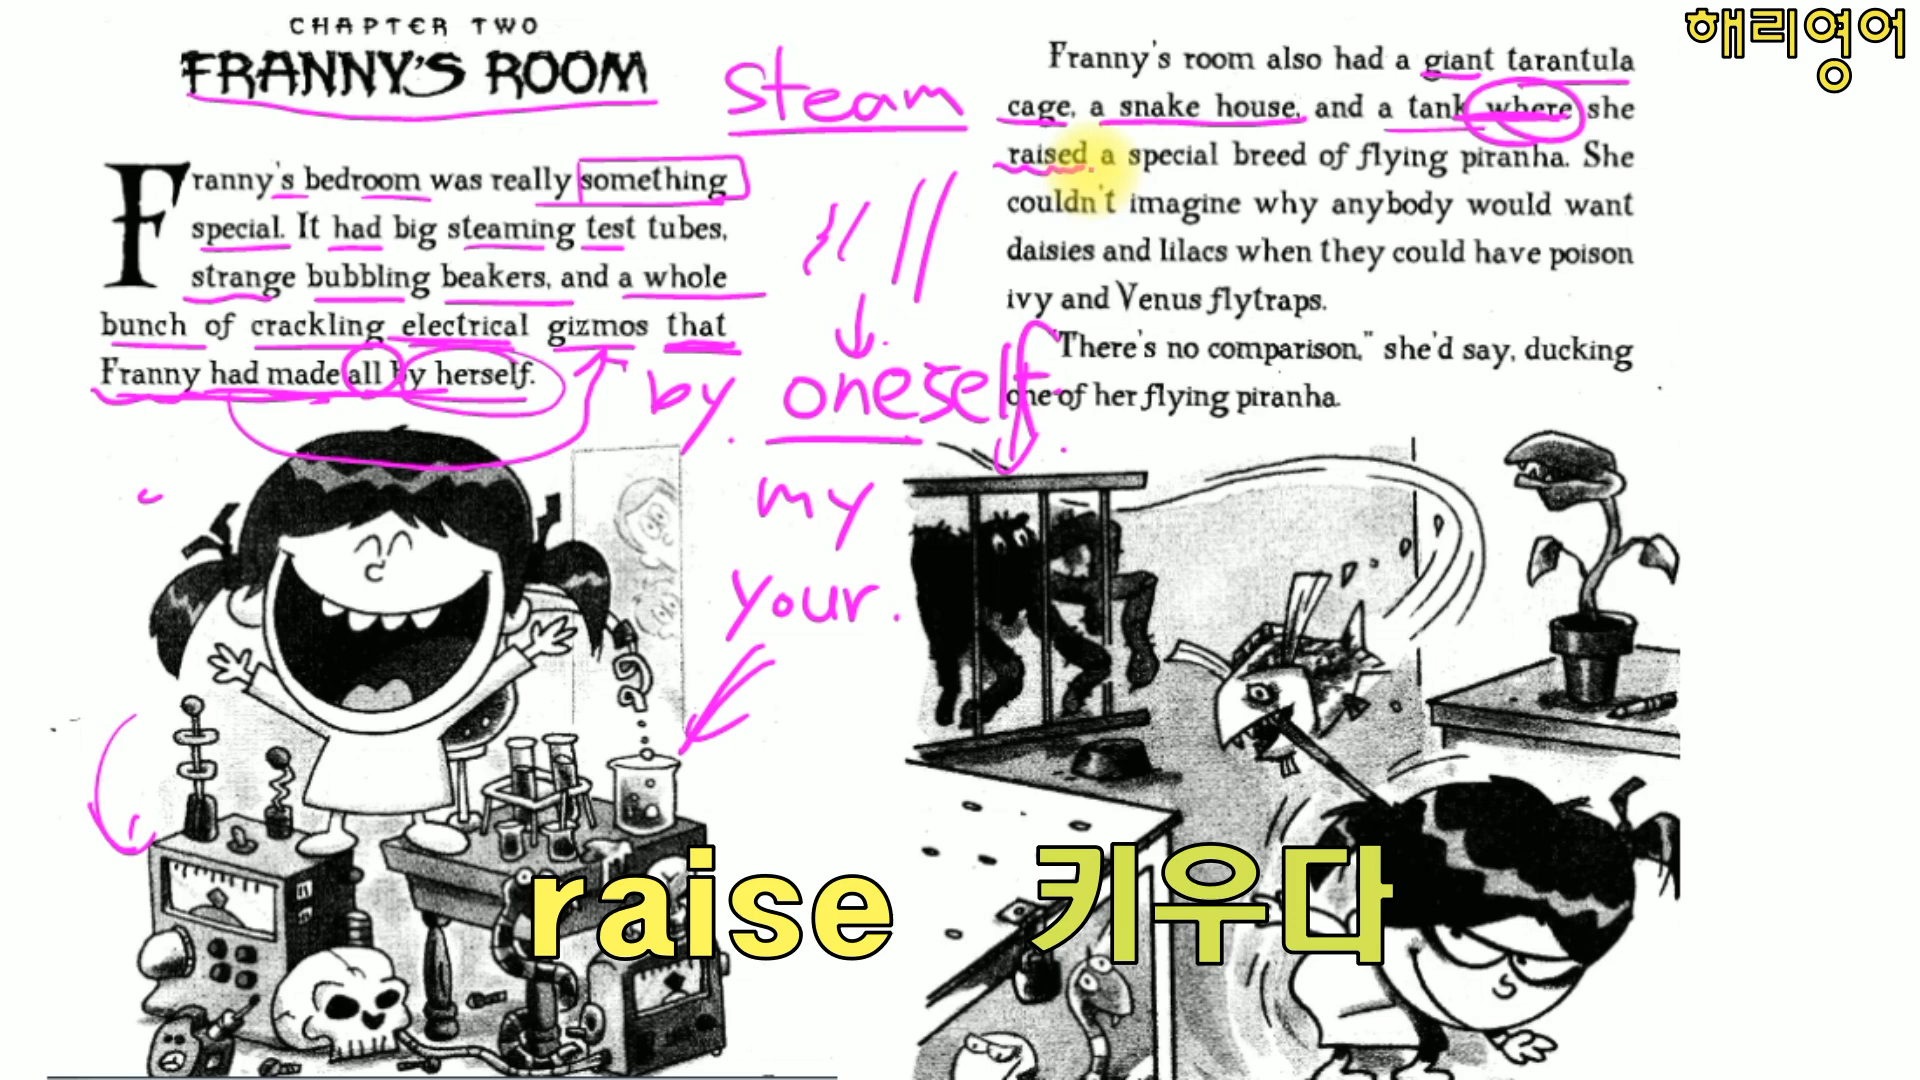 CHAPTER TWO
FRANNY'S ROOM
Franny's bedroom was really something
special. It had big steaming test tubes,
strange bubbling beakers, and a whole
bunch of crackling electrical gizmos that
Franny had made all by herself.
steam
by oneself.
my
your.
해리영어
Franny's room also had a giant tarantula
cage, a snake house, and a tank where she
raised a special breed of flying piranha. She
couldn't imagine why anybody would want
daisies and lilacs when they could have poison
ivy and Venus flytraps.
"There's no comparison," she'd say, ducking
one of her flying piranha.
raise 키우다